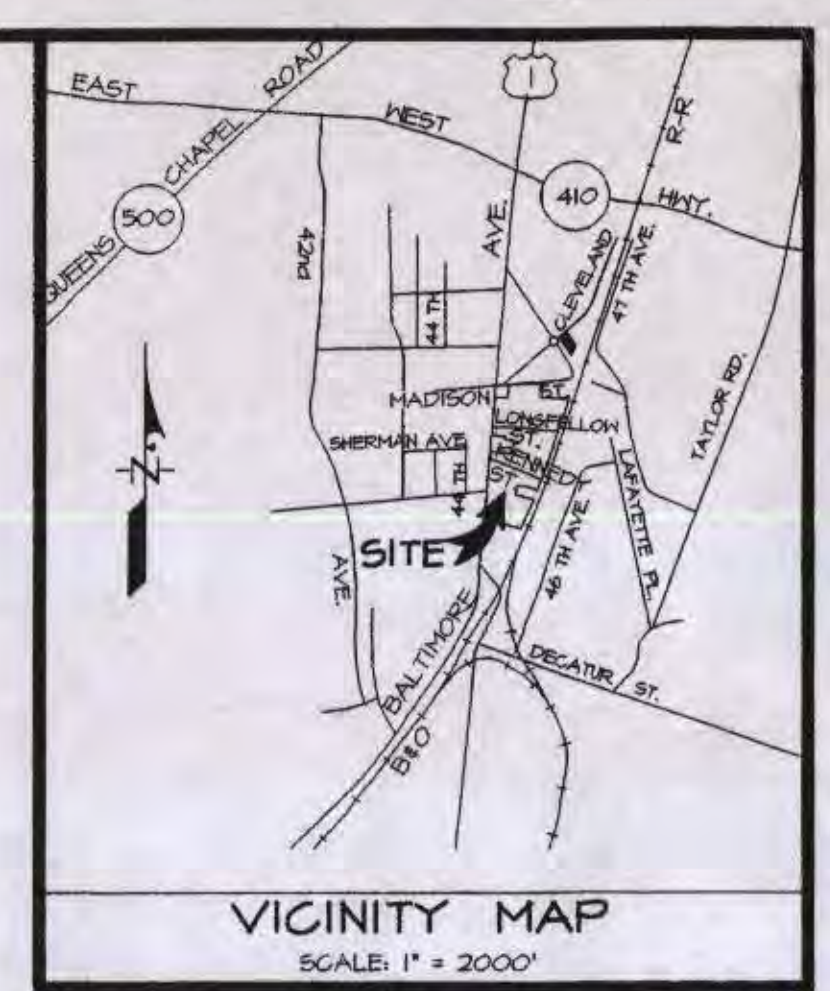 EAST WEST HWY.
QUEENS CHAPEL ROAD
500
1
410
R-R
42nd AVE.
44 TH
AVE.
CLEVELAND
47 TH AVE.
MADISON ST.
LONGFELLOW ST.
KENNEDY ST.
SHERMAN AVE
44 TH
TAYLOR RD.
LAFAYETTE PL.
46 TH AVE.
N
SITE
BALTIMORE
B&O
DECATUR ST.
VICINITY MAP
SCALE: 1" = 2000'